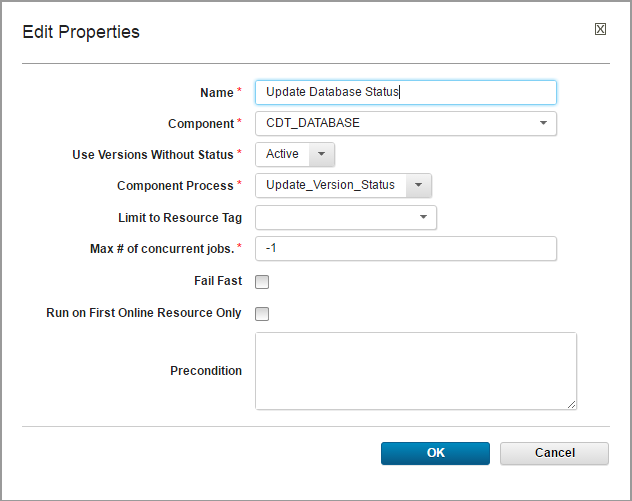 Edit Properties
X
Name * Update Database Status
Component * CDT_DATABASE
Use Versions Without Status * Active
Component Process * Update_Version_Status
Limit to Resource Tag
Max # of concurrent jobs. * -1
Fail Fast
Run on First Online Resource Only
Precondition
OK Cancel